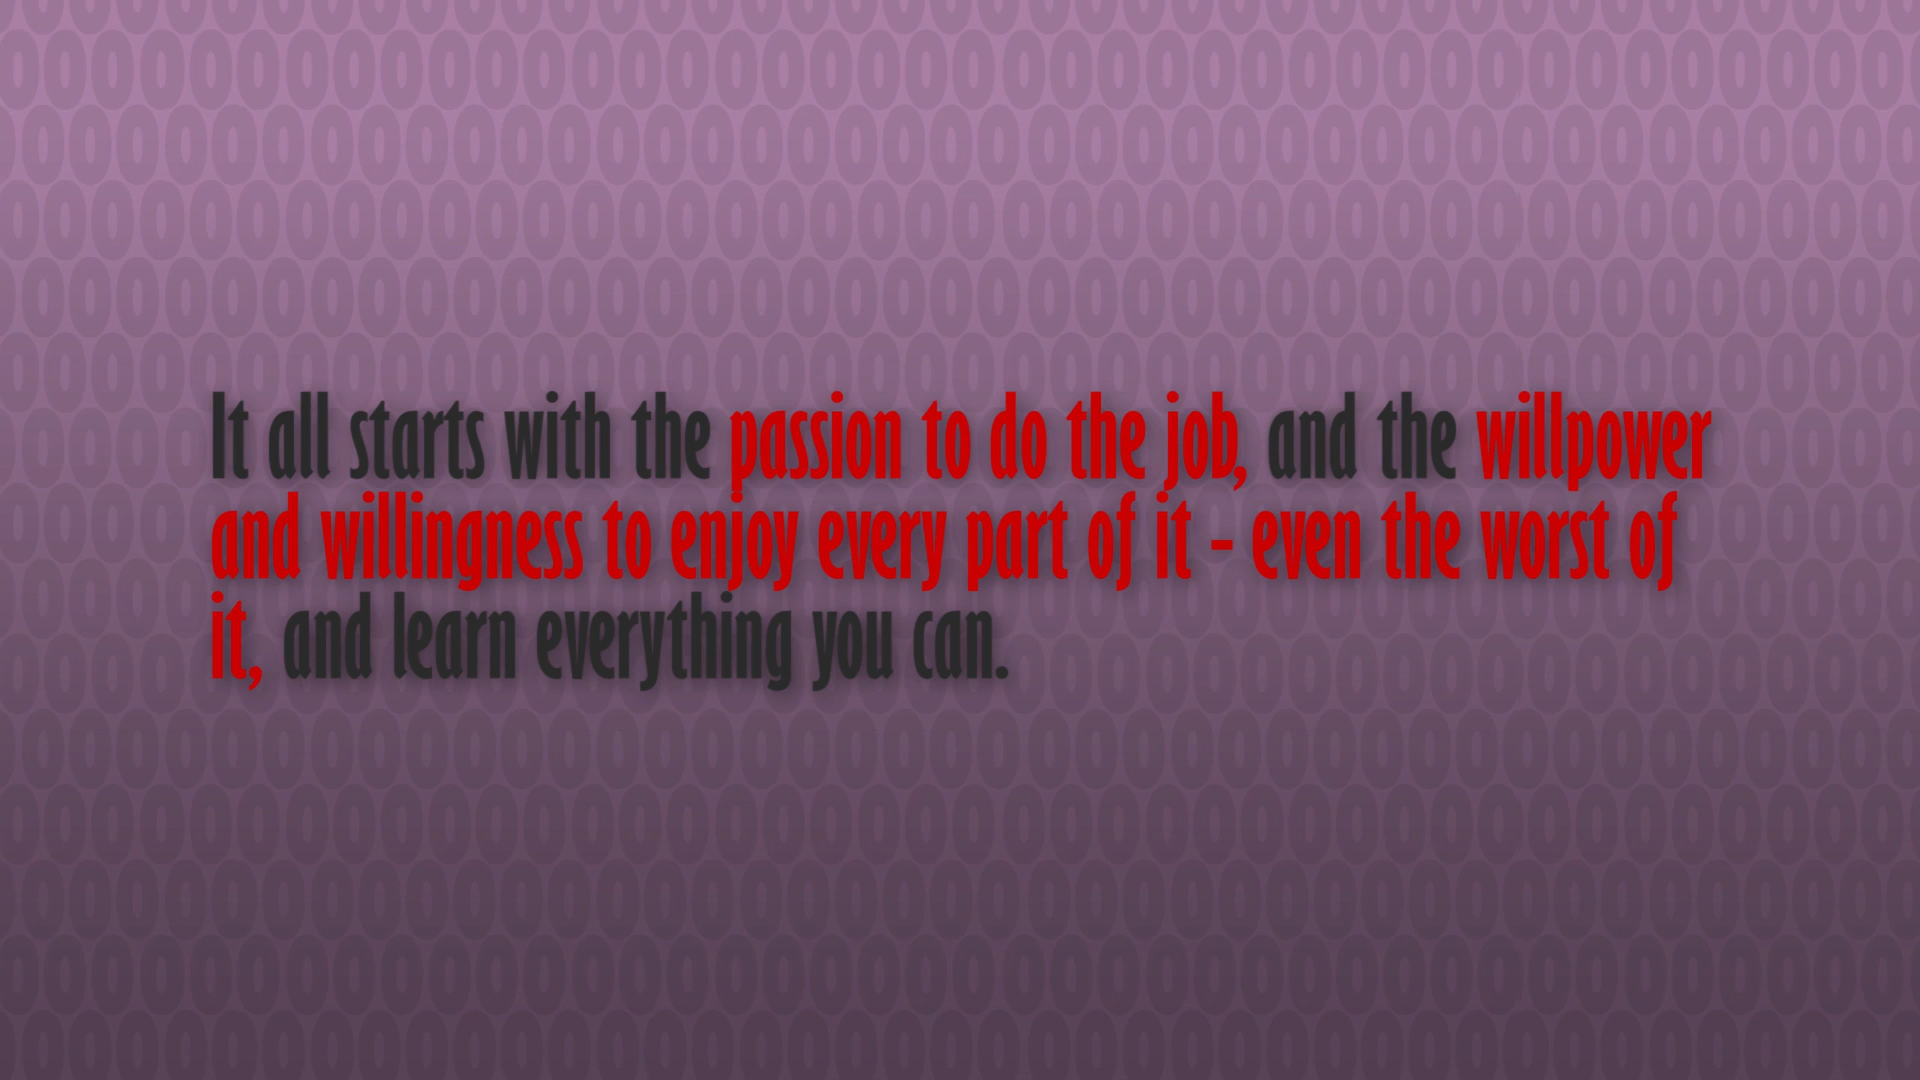 It all starts with the passion to do the job, and the willpower
and willingness to enjoy every part of it - even the worst of
it, and learn everything you can.